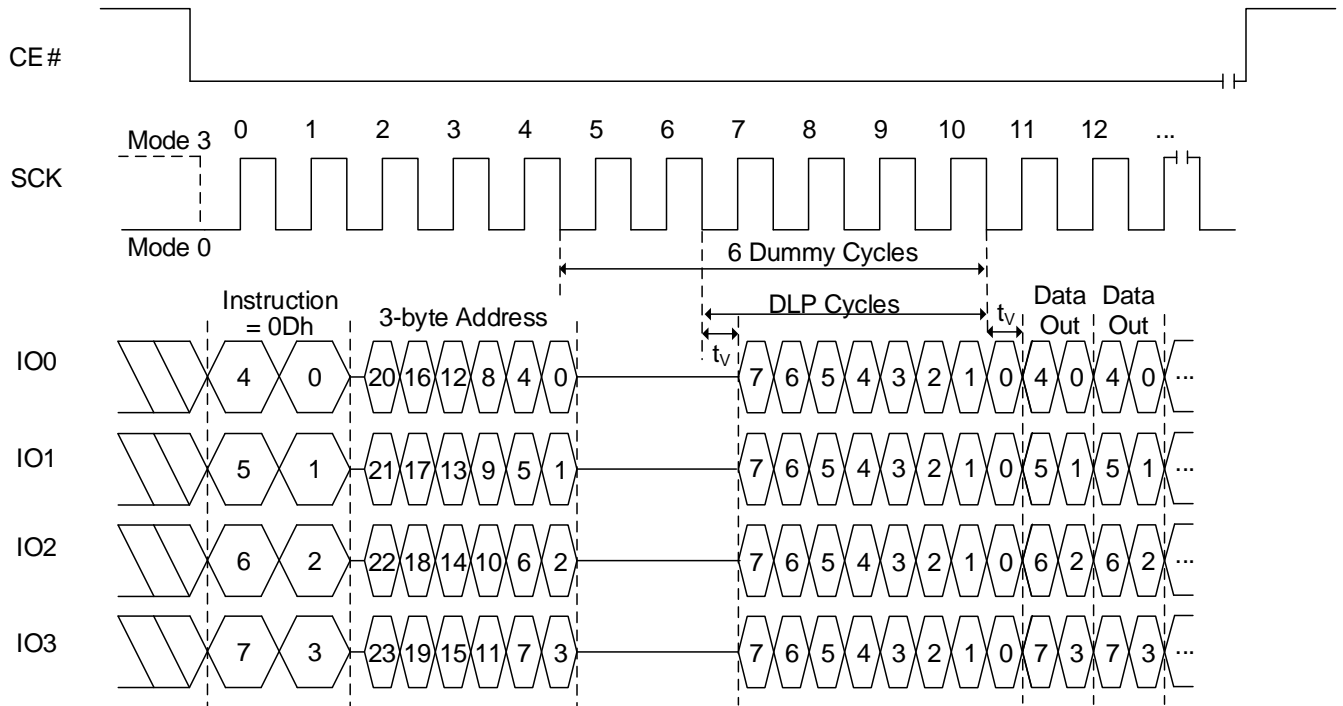 CE#
0 1 2 3 4 5 6 7 8 9 10 11 12 ...
Mode 3
SCK
Mode 0
6 Dummy Cycles
Instruction
= 0Dh
3-byte Address
DLP Cycles
tV
Data
Out
Data
Out
tV
IO0
4 0 20 16 12 8 4 0 7 6 5 4 3 2 1 0 4 0 4 0 ...
IO1
5 1 21 17 13 9 5 1 7 6 5 4 3 2 1 0 5 1 5 1 ...
IO2
6 2 22 18 14 10 6 2 7 6 5 4 3 2 1 0 6 2 6 2 ...
IO3
7 3 23 19 15 11 7 3 7 6 5 4 3 2 1 0 7 3 7 3 ...